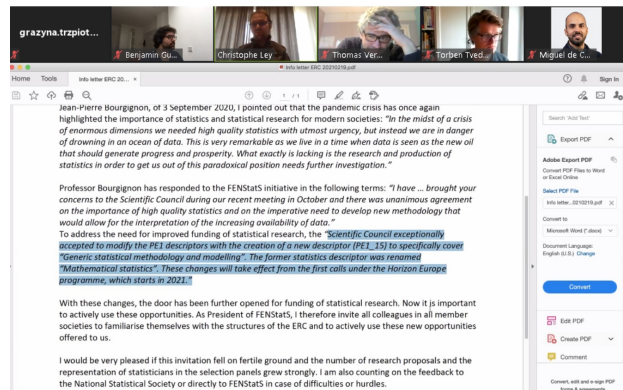 grazyna.trzpiot...
Benjamin Gu...
Christophe Ley
Thomas Ver...
Torben Tved...
Miguel de C...
Info letter ERC 20210219.pdf
Home Tools Info letter ERC 20... × Sign In
1 / 1
Jean-Pierre Bourgignon, of 3 September 2020, I pointed out that the pandemic crisis has once again
highlighted the importance of statistics and statistical research for modern societies: "In the midst of a crisis
of enormous dimensions we needed high quality statistics with utmost urgency, but instead we are in danger
of drowning in an ocean of data. This is very remarkable as we live in a time when data is seen as the new oil
that should generate progress and prosperity. What exactly is lacking is the research and production of
statistics in order to get us out of this paradoxical position needs further investigation."
Professor Bourgignon has responded to the FENStatS initiative in the following terms: "I have ... brought your
concerns to the Scientific Council during our recent meeting in October and there was unanimous agreement
on the importance of high quality statistics and on the imperative need to develop new methodology that
would allow for the interpretation of the increasing availability of data."
To address the need for improved funding of statistical research, the "Scientific Council exceptionally
accepted to modify the PE1 descriptors with the creation of a new descriptor (PE1_15) to specifically cover
"Generic statistical methodology and modelling". The former statistics descriptor was renamed
"Mathematical statistics". These changes will take effect from the first calls under the Horizon Europe
programme, which starts in 2021."
With these changes, the door has been further opened for funding of statistical research. Now it is important
to actively use these opportunities. As President of FENStatS, I therefore invite all colleagues in all member
societies to familiarise themselves with the structures of the ERC and to actively use these new opportunities
offered to us.
I would be very pleased if this invitation fell on fertile ground and the number of research proposals and the
representation of statisticians in the selection panels grew strongly. I am also counting on the feedback to
the National Statistical Society or directly to FENStatS in case of difficulties or hurdles.
Search 'Add Text'
Export PDF
Adobe Export PDF
Convert PDF Files to Word
or Excel Online
Select PDF File
Info letter...0210219.pdf ×
Convert to
Microsoft Word (*.docx)
Document Language:
English (U.S.) Change
Convert
Edit PDF
Create PDF
Comment
Convert, edit and e-sign PDF
forms & agreements